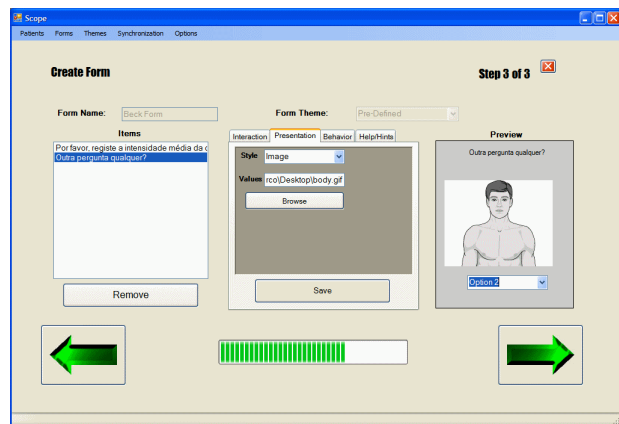 Scope
Patients Forms Themes Synchronization Options
Create Form
Step 3 of 3
Form Name: Beck Form
Form Theme: Pre-Defined
Items
Por favor, registe a intensidade média da c
Outra pergunta qualquer?
Remove
Interaction Presentation Behavior Help/Hints
Style Image
Values rco\Desktop\body.gif
Browse
Save
Preview
Outra pergunta qualquer?
Option 2